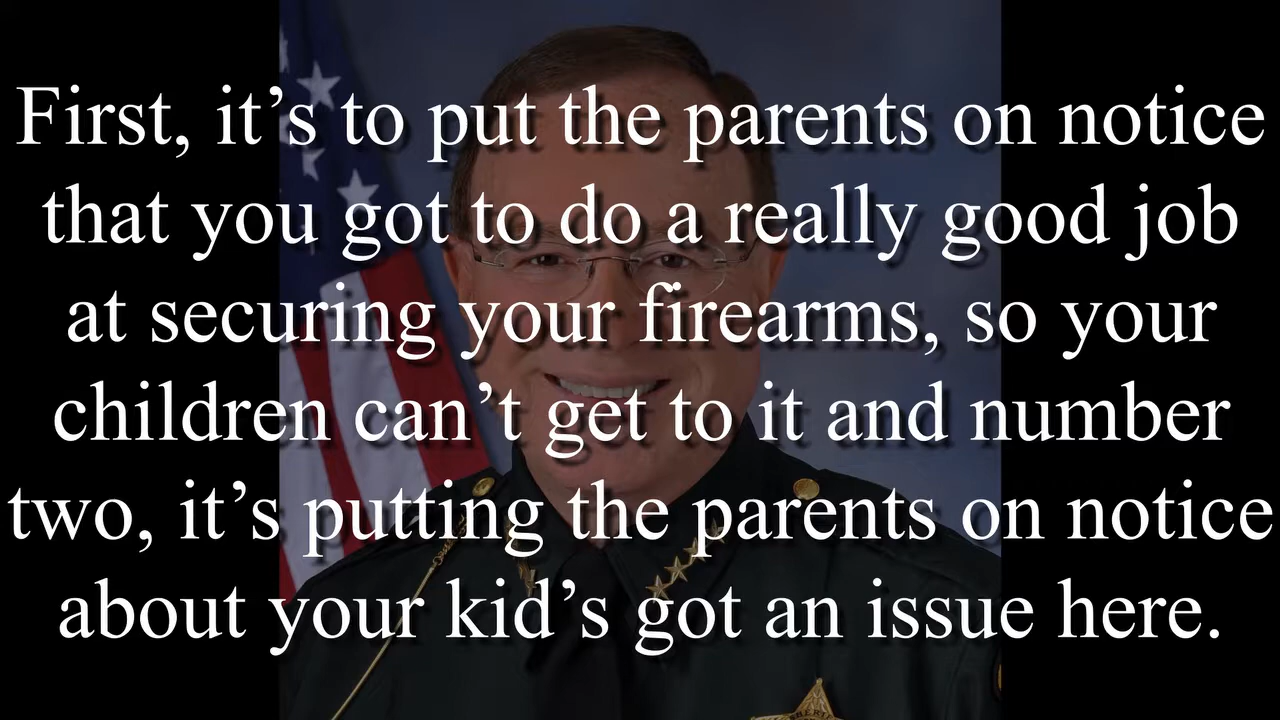 First, it’s to put the parents on notice
that you got to do a really good job
at securing your firearms, so your
children can’t get to it and number
two, it’s putting the parents on notice
about your kid’s got an issue here.